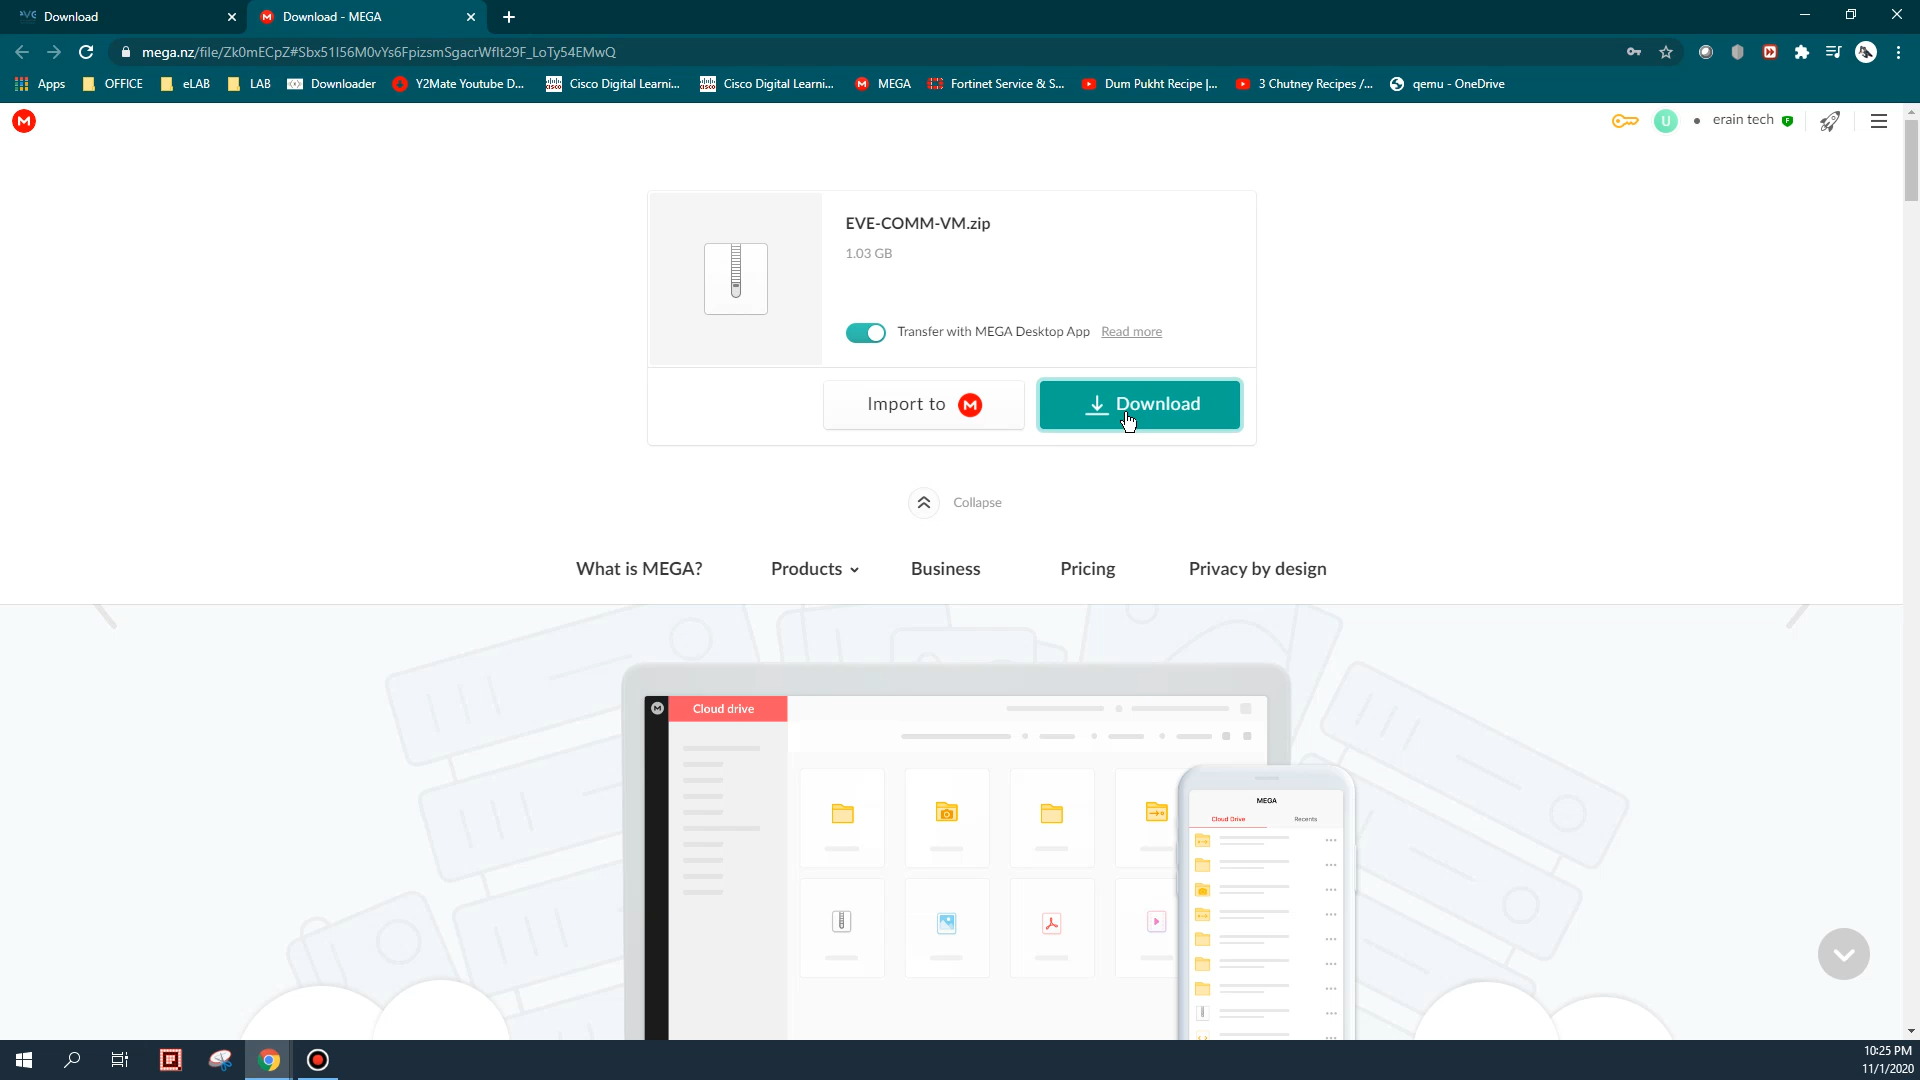 Download
Download - MEGA
mega.nz/file/Zk0mECpZ#Sbx51I56M0vYs6FpizsmSgacrWfIt29F_LoTy54EMwQ
Apps
OFFICE
eLAB
LAB
Downloader
Y2Mate Youtube D...
Cisco Digital Learni...
Cisco Digital Learni...
MEGA
Fortinet Service & S...
Dum Pukht Recipe |...
3 Chutney Recipes /...
qemu - OneDrive
U
erain tech
EVE-COMM-VM.zip
1.03 GB
Transfer with MEGA Desktop App Read more
Import to
Download
Collapse
What is MEGA?
Products
Business
Pricing
Privacy by design
Cloud drive
MEGA
Cloud Drive
Recents
10:25 PM
11/1/2020